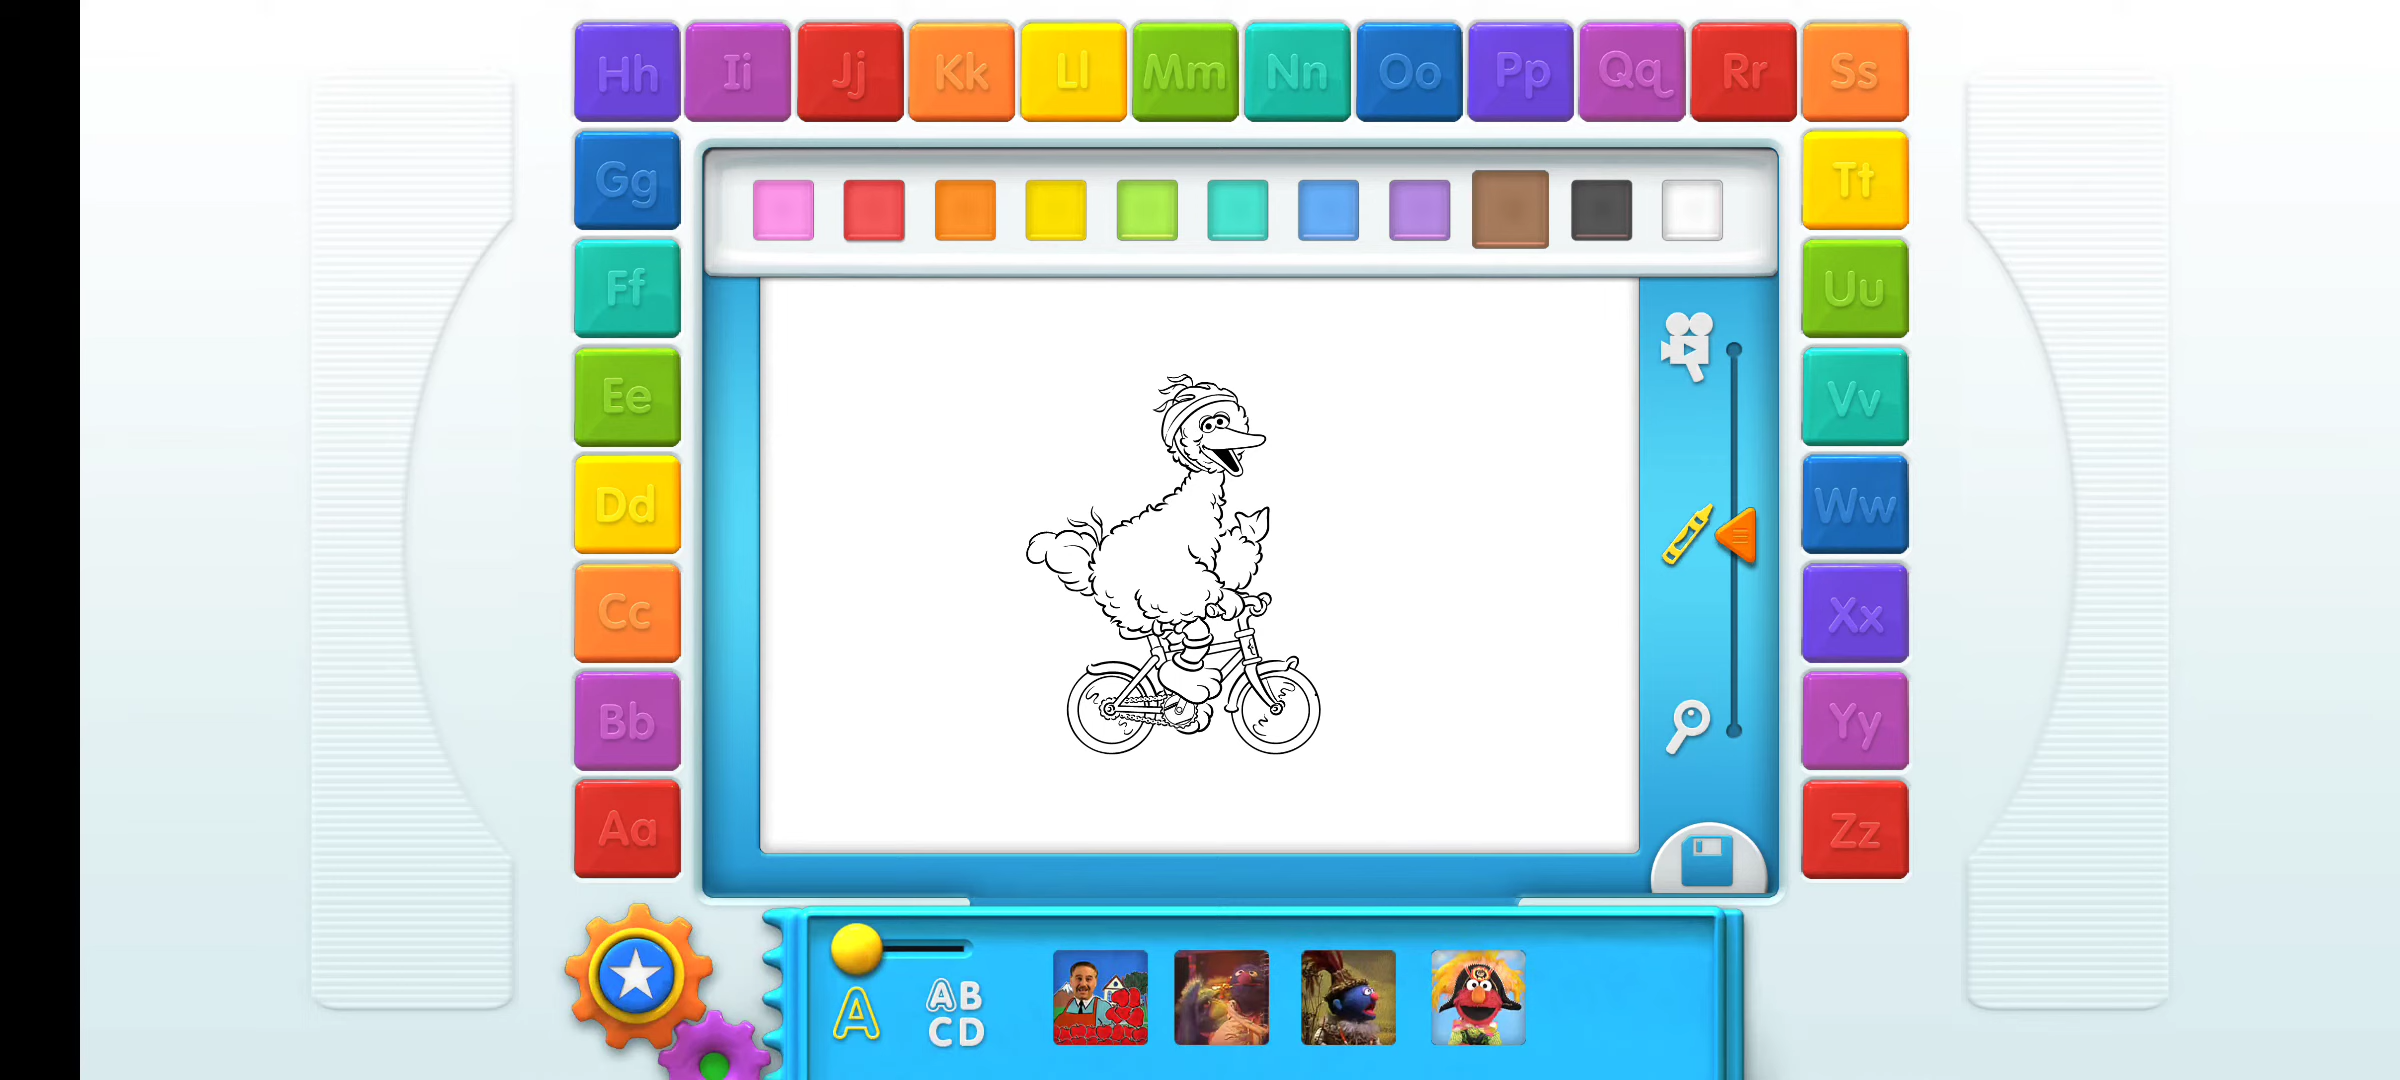 Hh Ii Jj Kk Ll Mm Nn Oo Pp Qq Rr Ss
Gg Tt
Ff Uu
Ee Vv
Dd Ww
Cc Xx
Bb Yy
Aa Zz
A AB
CD